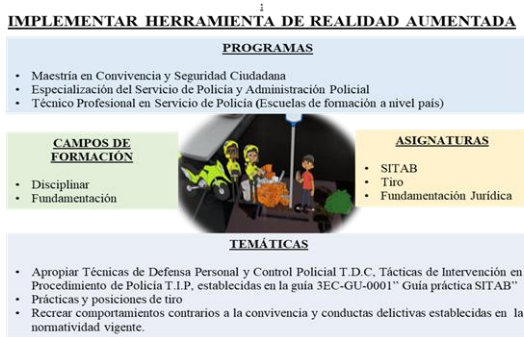 IMPLEMENTAR HERRAMIENTA DE REALIDAD AUMENTADA
PROGRAMAS
• Maestría en Convivencia y Seguridad Ciudadana
• Especialización del Servicio de Policía y Administración Policial
• Técnico Profesional en Servicio de Policía (Escuelas de formación a nivel país)
CAMPOS DE
FORMACIÓN
• Disciplinar
• Fundamentación
ASIGNATURAS
• SITAB
• Tiro
• Fundamentación Jurídica
TEMÁTICAS
• Apropiar Técnicas de Defensa Personal y Control Policial T.D.C, Tácticas de Intervención en
Procedimiento de Policía T.I.P, establecidas en la guía 3EC-GU-0001” Guía práctica SITAB”
• Prácticas y posiciones de tiro
• Recrear comportamientos contrarios a la convivencia y conductas delictivas establecidas en la
normatividad vigente.